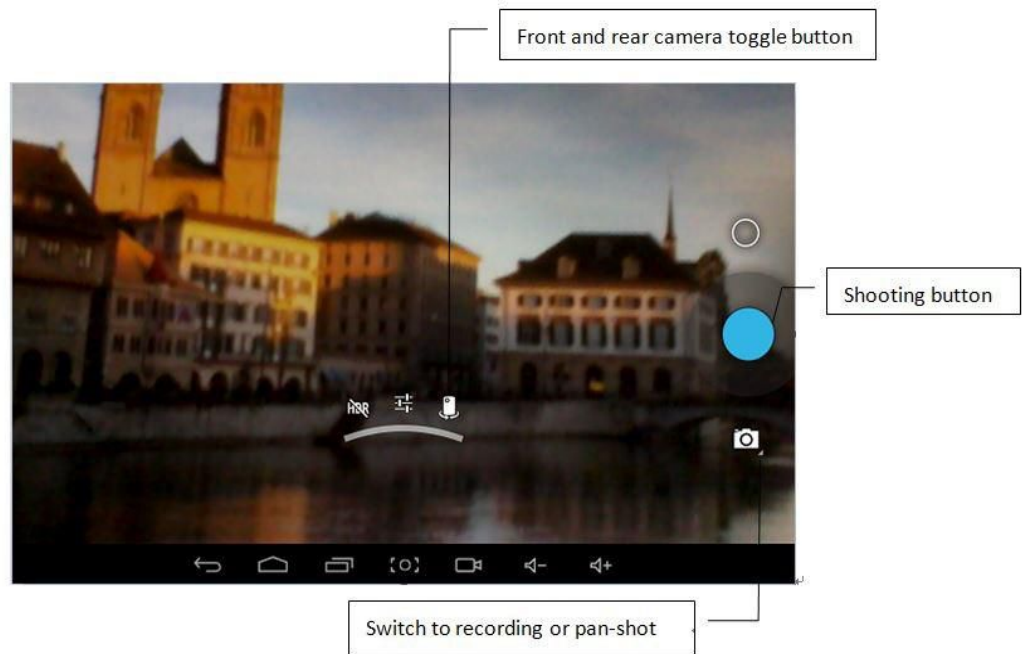 Front and rear camera toggle button
Shooting button
HDR
Switch to recording or pan-shot